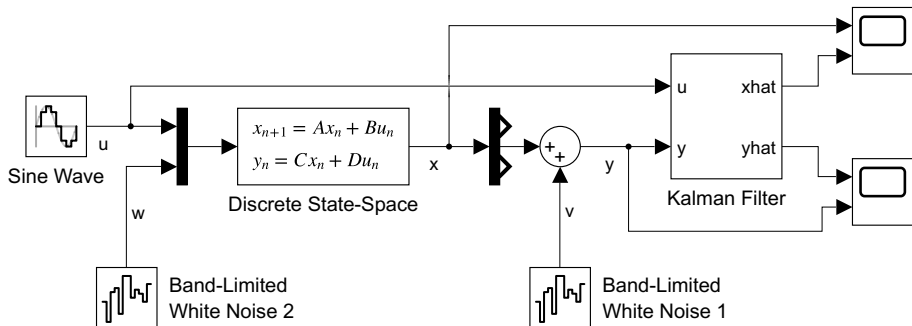 u
xhat
x_{n+1} = Ax_n + Bu_n
y_n = Cx_n + Du_n
u
x
y
y
yhat
Sine Wave
Discrete State-Space
Kalman Filter
w
v
Band-Limited
White Noise 2
Band-Limited
White Noise 1
+
+